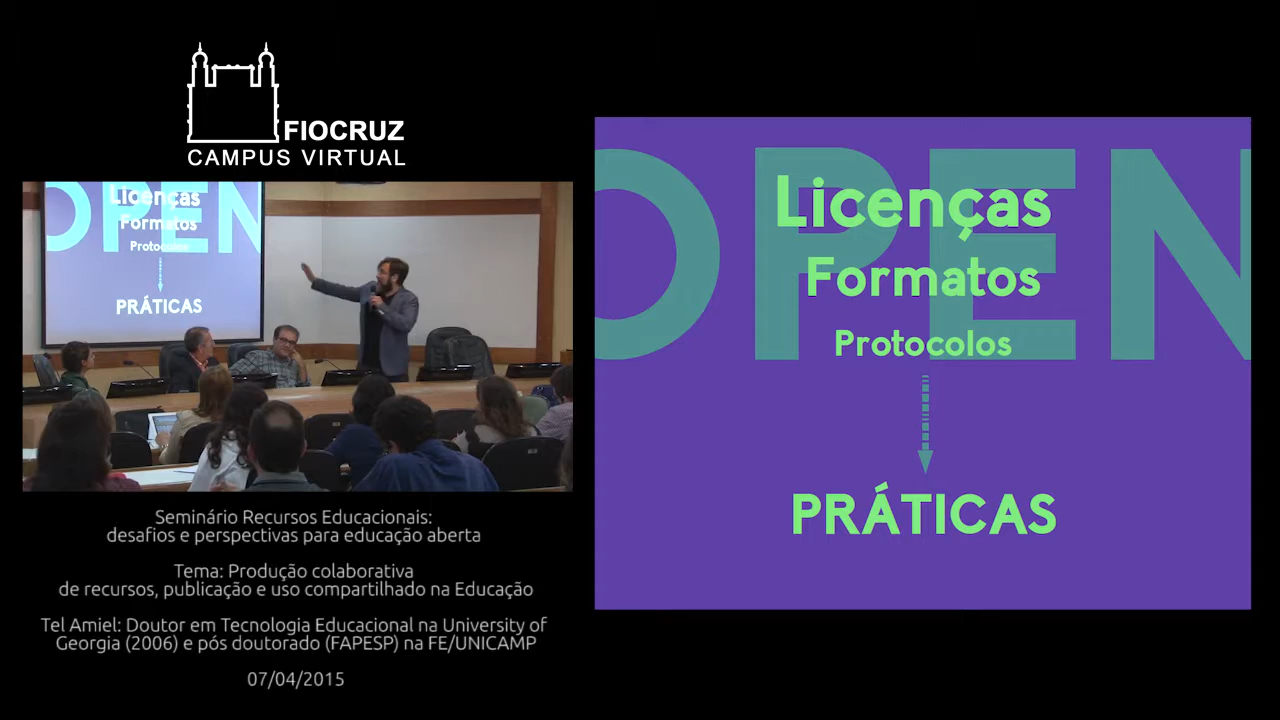 FIOCRUZ
CAMPUS VIRTUAL
Licenças
Formatos
Protocolos
PRÁTICAS
Seminário Recursos Educacionais:
desafios e perspectivas para educação aberta
Tema: Produção colaborativa
de recursos, publicação e uso compartilhado na Educação
Tel Amiel: Doutor em Tecnologia Educacional na University of
Georgia (2006) e pós doutorado (FAPESP) na FE/UNICAMP
07/04/2015
OPEN
Licenças
Formatos
Protocolos
PRÁTICAS